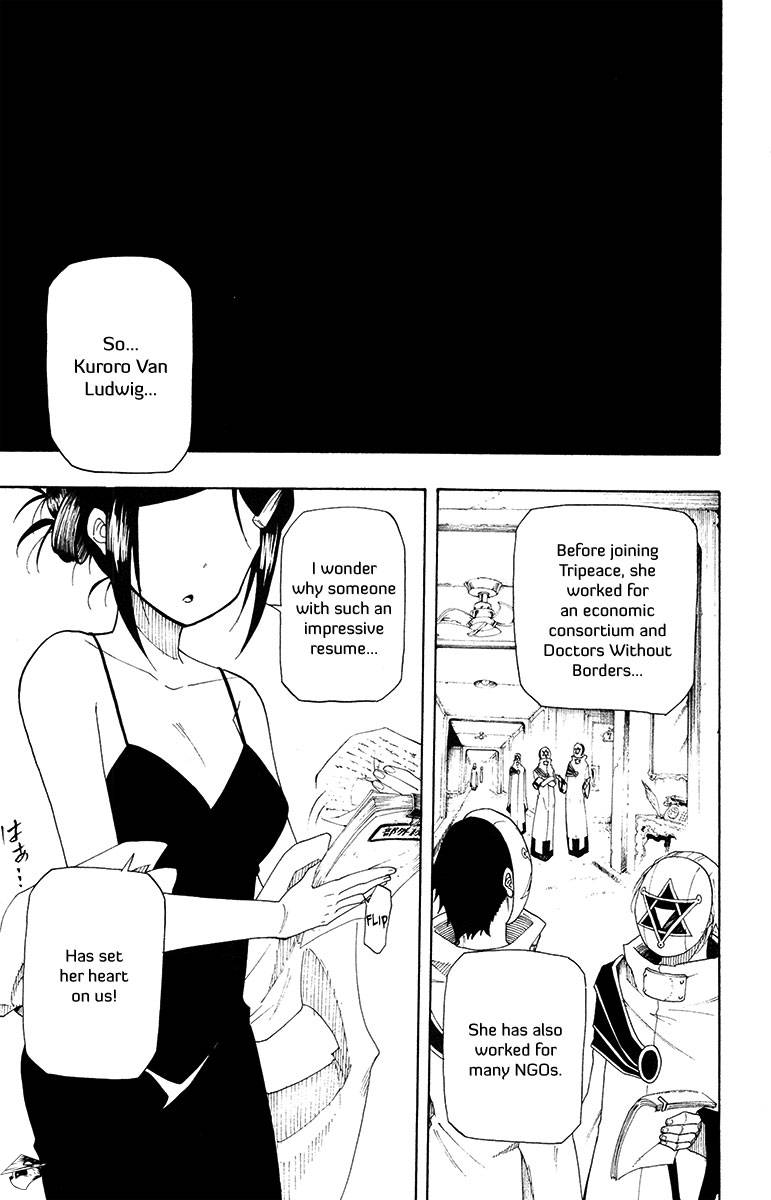 So...
Kuroro Van
Ludwig...
Before joining
Tripeace, she
worked for
an economic
consortium and
Doctors Without
Borders...
She has also
worked for
many NGOs.
I wonder
why someone
with such an
impressive
resume...
FLIP
はぁ…
Has set
her heart
on us!